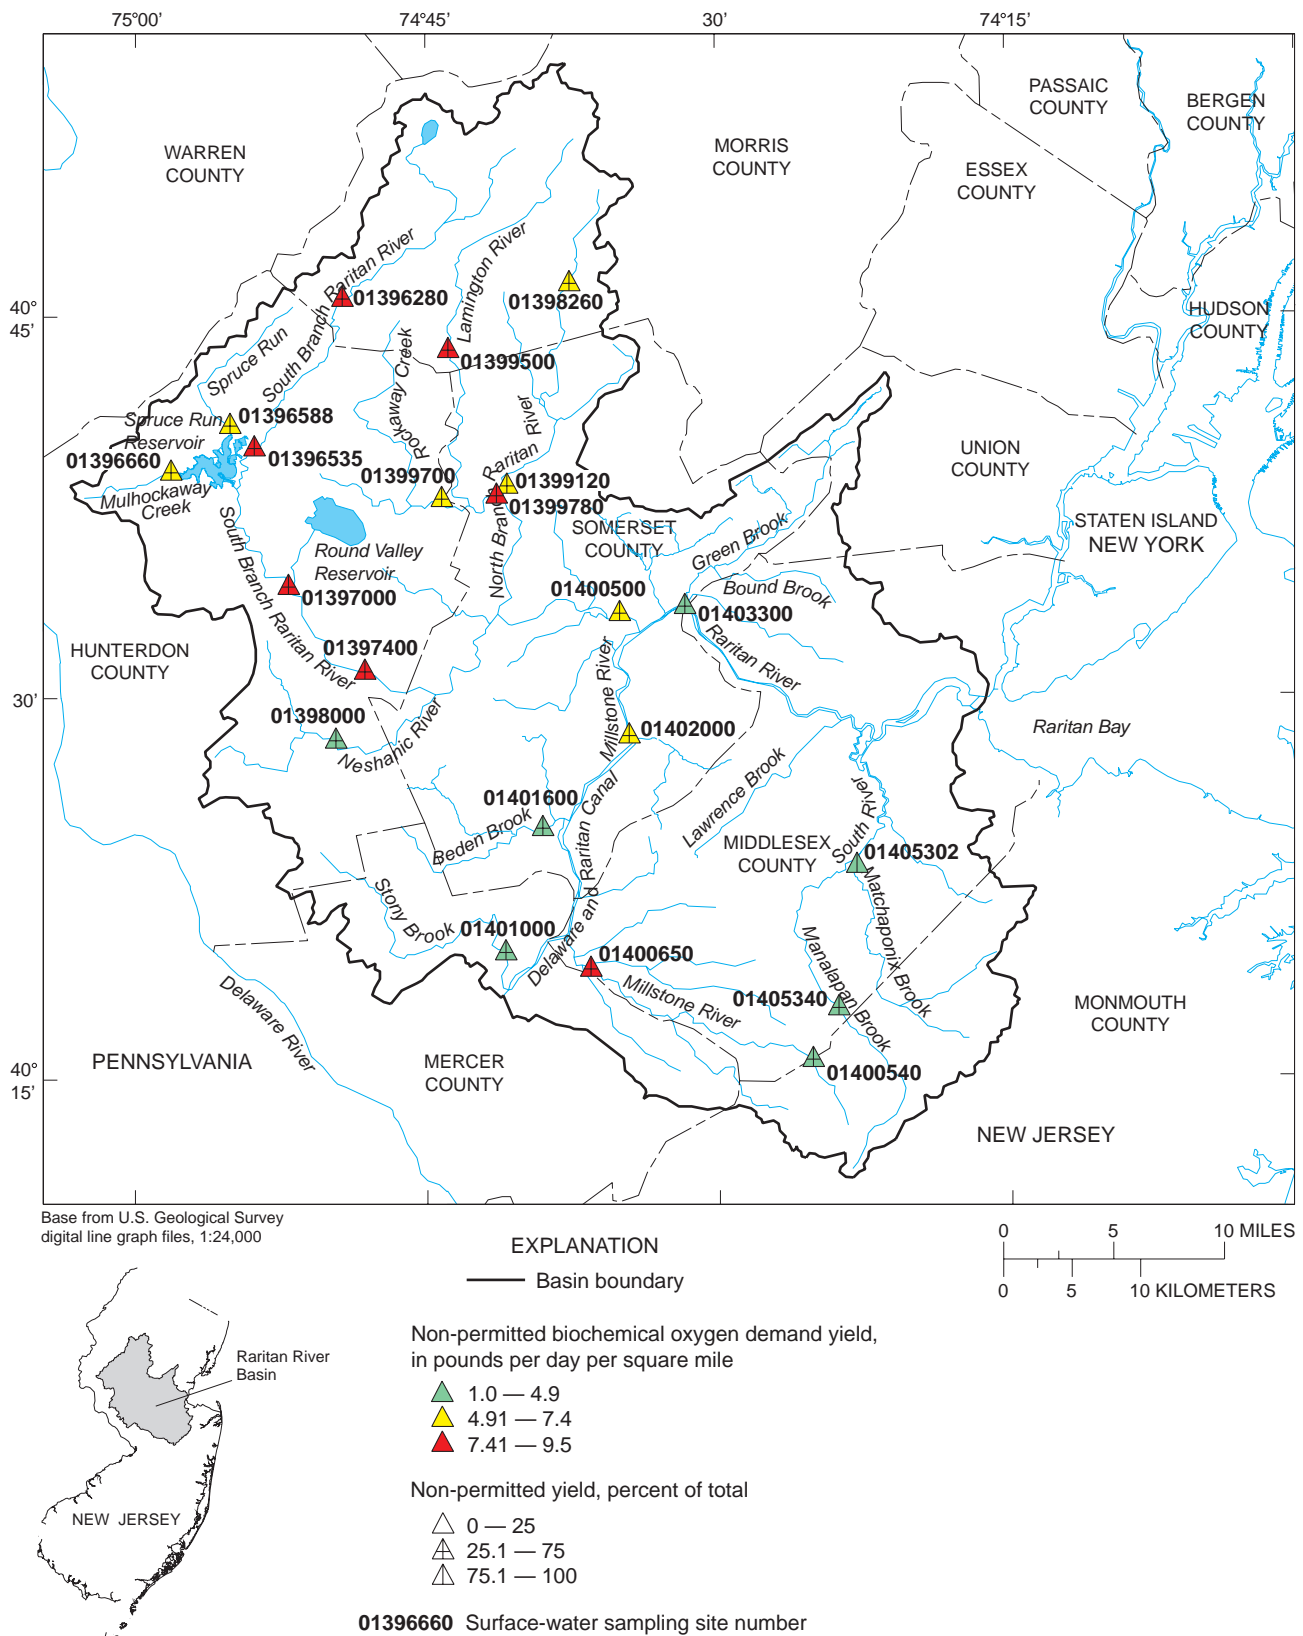 75°00’
74°45’
30’
74°15’
PASSAIC
COUNTY
BERGEN
COUNTY
WARREN
COUNTY
MORRIS
COUNTY
ESSEX
COUNTY
HUDSON
COUNTY
40°
45’
South Branch Raritan River
Lamington River
01396280
01398260
01399500
Spruce Run
Rockaway Creek
Spruce Run
Reservoir
01396588
01396535
01396660
Mulhockaway
Creek
01399700
North Branch Raritan River
01399120
01399780
SOMERSET
COUNTY
UNION
COUNTY
STATEN ISLAND
NEW YORK
Green Brook
Bound Brook
Round Valley
Reservoir
South Branch Raritan River
01397000
01400500
01403300
Raritan River
HUNTERDON
COUNTY
01397400
30’
01398000
Neshanic River
Millstone River
01402000
Raritan Bay
Lawrence Brook
01401600
Beden Brook
Delaware and Raritan Canal
MIDDLESEX
COUNTY
South River
01405302
Matchaponix Brook
Stony Brook
01401000
01400650
Manalapan Brook
Millstone River
01405340
01400540
MONMOUTH
COUNTY
Delaware River
PENNSYLVANIA
MERCER
COUNTY
40°
15’
NEW JERSEY
Base from U.S. Geological Survey
digital line graph files, 1:24,000
0 5 10 MILES
0 5 10 KILOMETERS
EXPLANATION
Basin boundary
Non-permitted biochemical oxygen demand yield,
in pounds per day per square mile
1.0 — 4.9
4.91 — 7.4
7.41 — 9.5
Non-permitted yield, percent of total
0 — 25
25.1 — 75
75.1 — 100
01396660 Surface-water sampling site number
Raritan River
Basin
NEW JERSEY